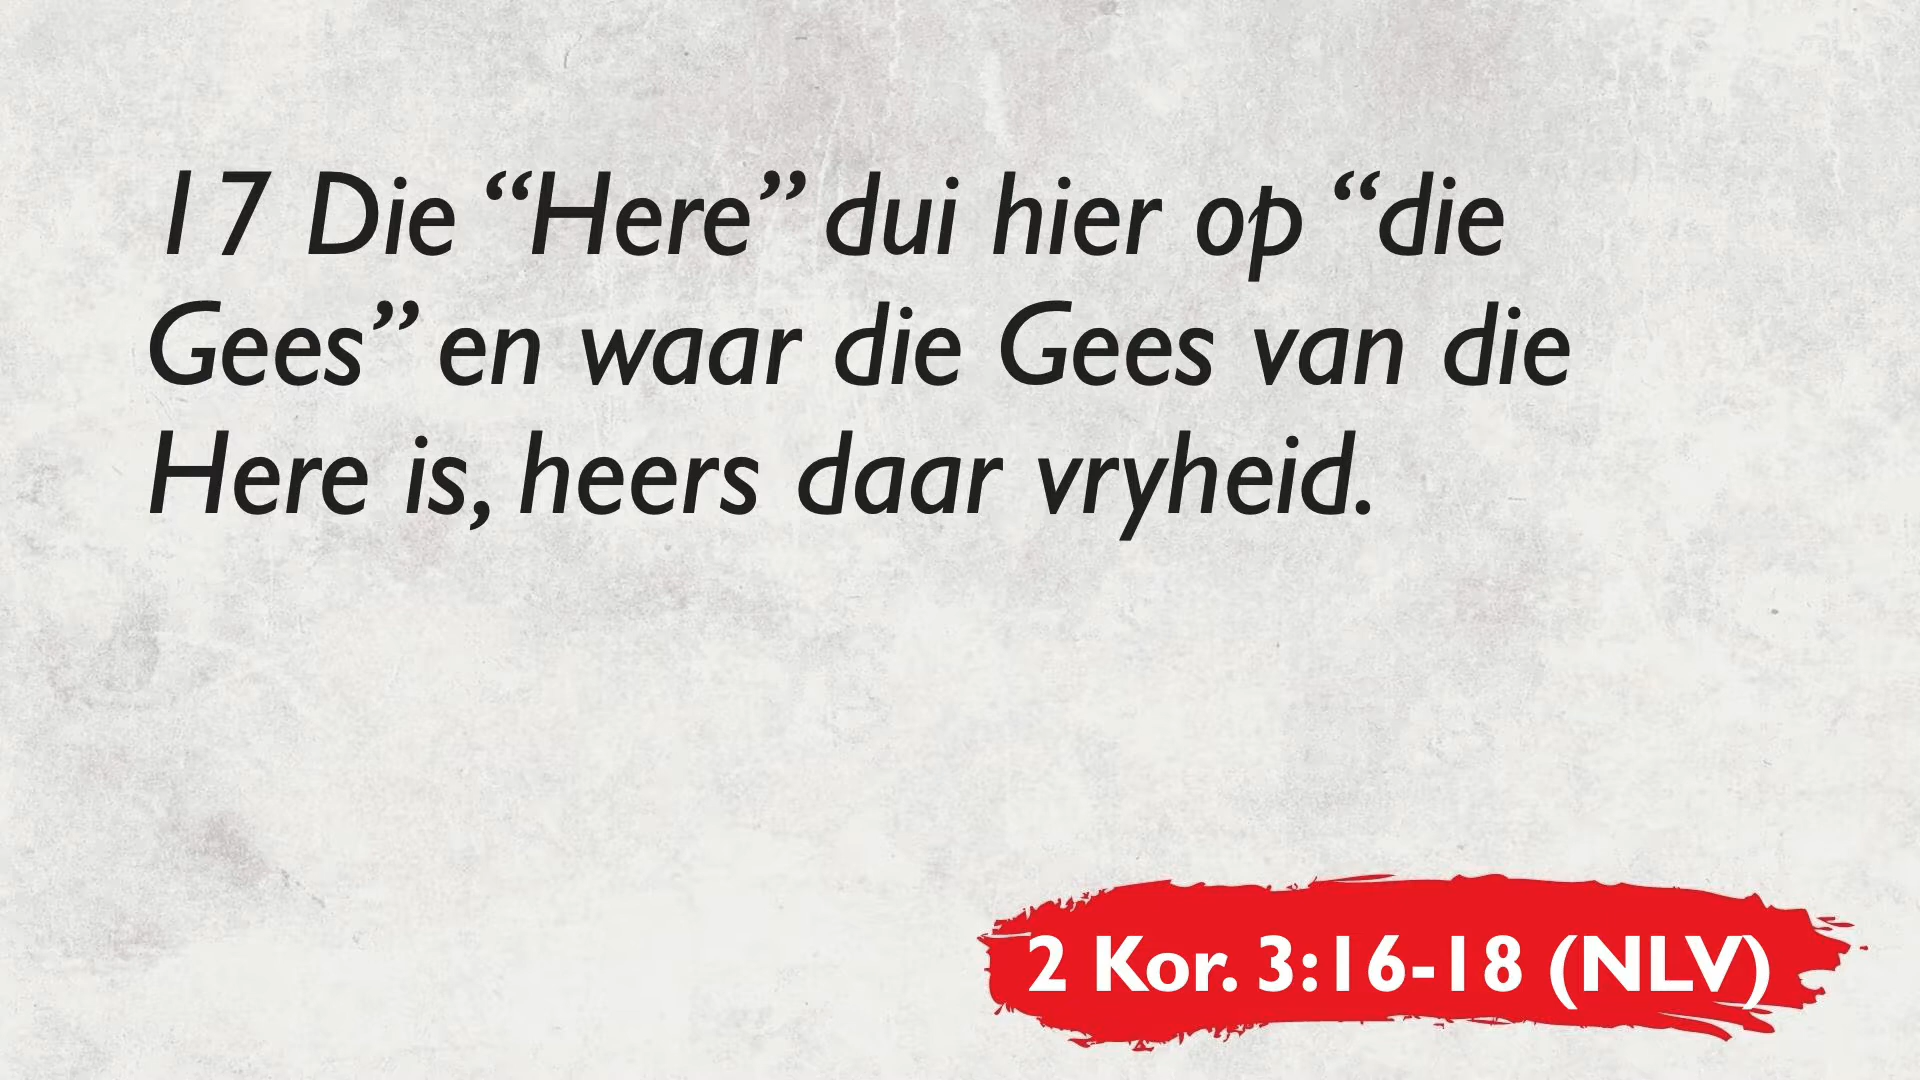 17 Die “Here” dui hier op “die
Gees” en waar die Gees van die
Here is, heers daar vryheid.
2 Kor. 3:16-18 (NLV)